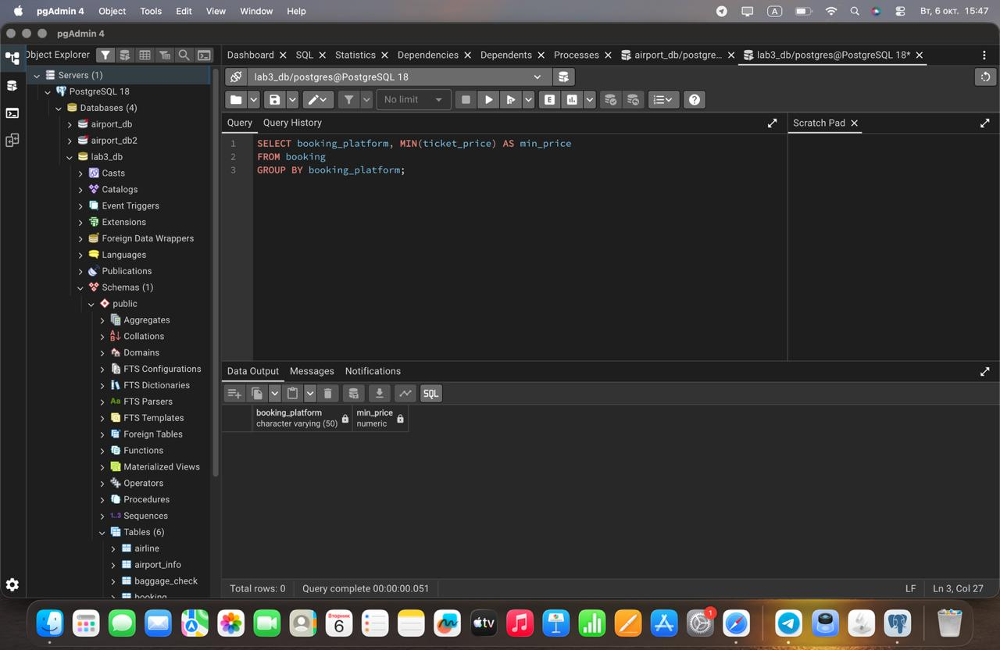 pgAdmin 4 Object Tools Edit View Window Help A Вт, 6 окт. 15:47
pgAdmin 4
Object Explorer
Dashboard SQL Statistics Dependencies Dependents Processes airport_db/postgre... lab3_db/postgres@PostgreSQL 18*
Servers (1)
PostgreSQL 18
Databases (4)
airport_db
airport_db2
lab3_db
Casts
Catalogs
Event Triggers
Extensions
Foreign Data Wrappers
Languages
Publications
Schemas (1)
public
Aggregates
Collations
Domains
FTS Configurations
FTS Dictionaries
Aa FTS Parsers
FTS Templates
Foreign Tables
Functions
Materialized Views
Operators
Procedures
1..3 Sequences
Tables (6)
airline
airport_info
baggage_check
booking
lab3_db/postgres@PostgreSQL 18
No limit E
Query Query History
Scratch Pad
1 SELECT booking_platform, MIN(ticket_price) AS min_price
2 FROM booking
3 GROUP BY booking_platform;
Data Output Messages Notifications
SQL
booking_platform
character varying (50)
min_price
numeric
Total rows: 0 Query complete 00:00:00.051 LF Ln 3, Col 27
Вторник
6
tv
1